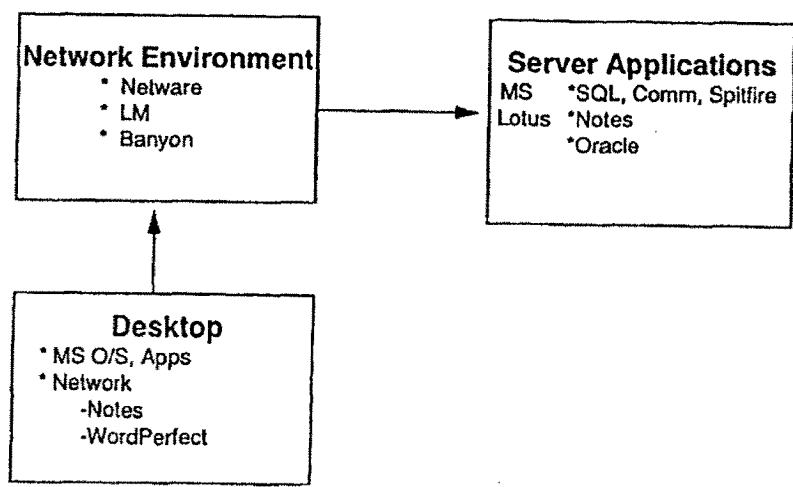 Network Environment
* Netware
* LM
* Banyon
Server Applications
MS *SQL, Comm, Spitfire
Lotus *Notes
*Oracle
Desktop
* MS O/S, Apps
* Network
-Notes
-WordPerfect